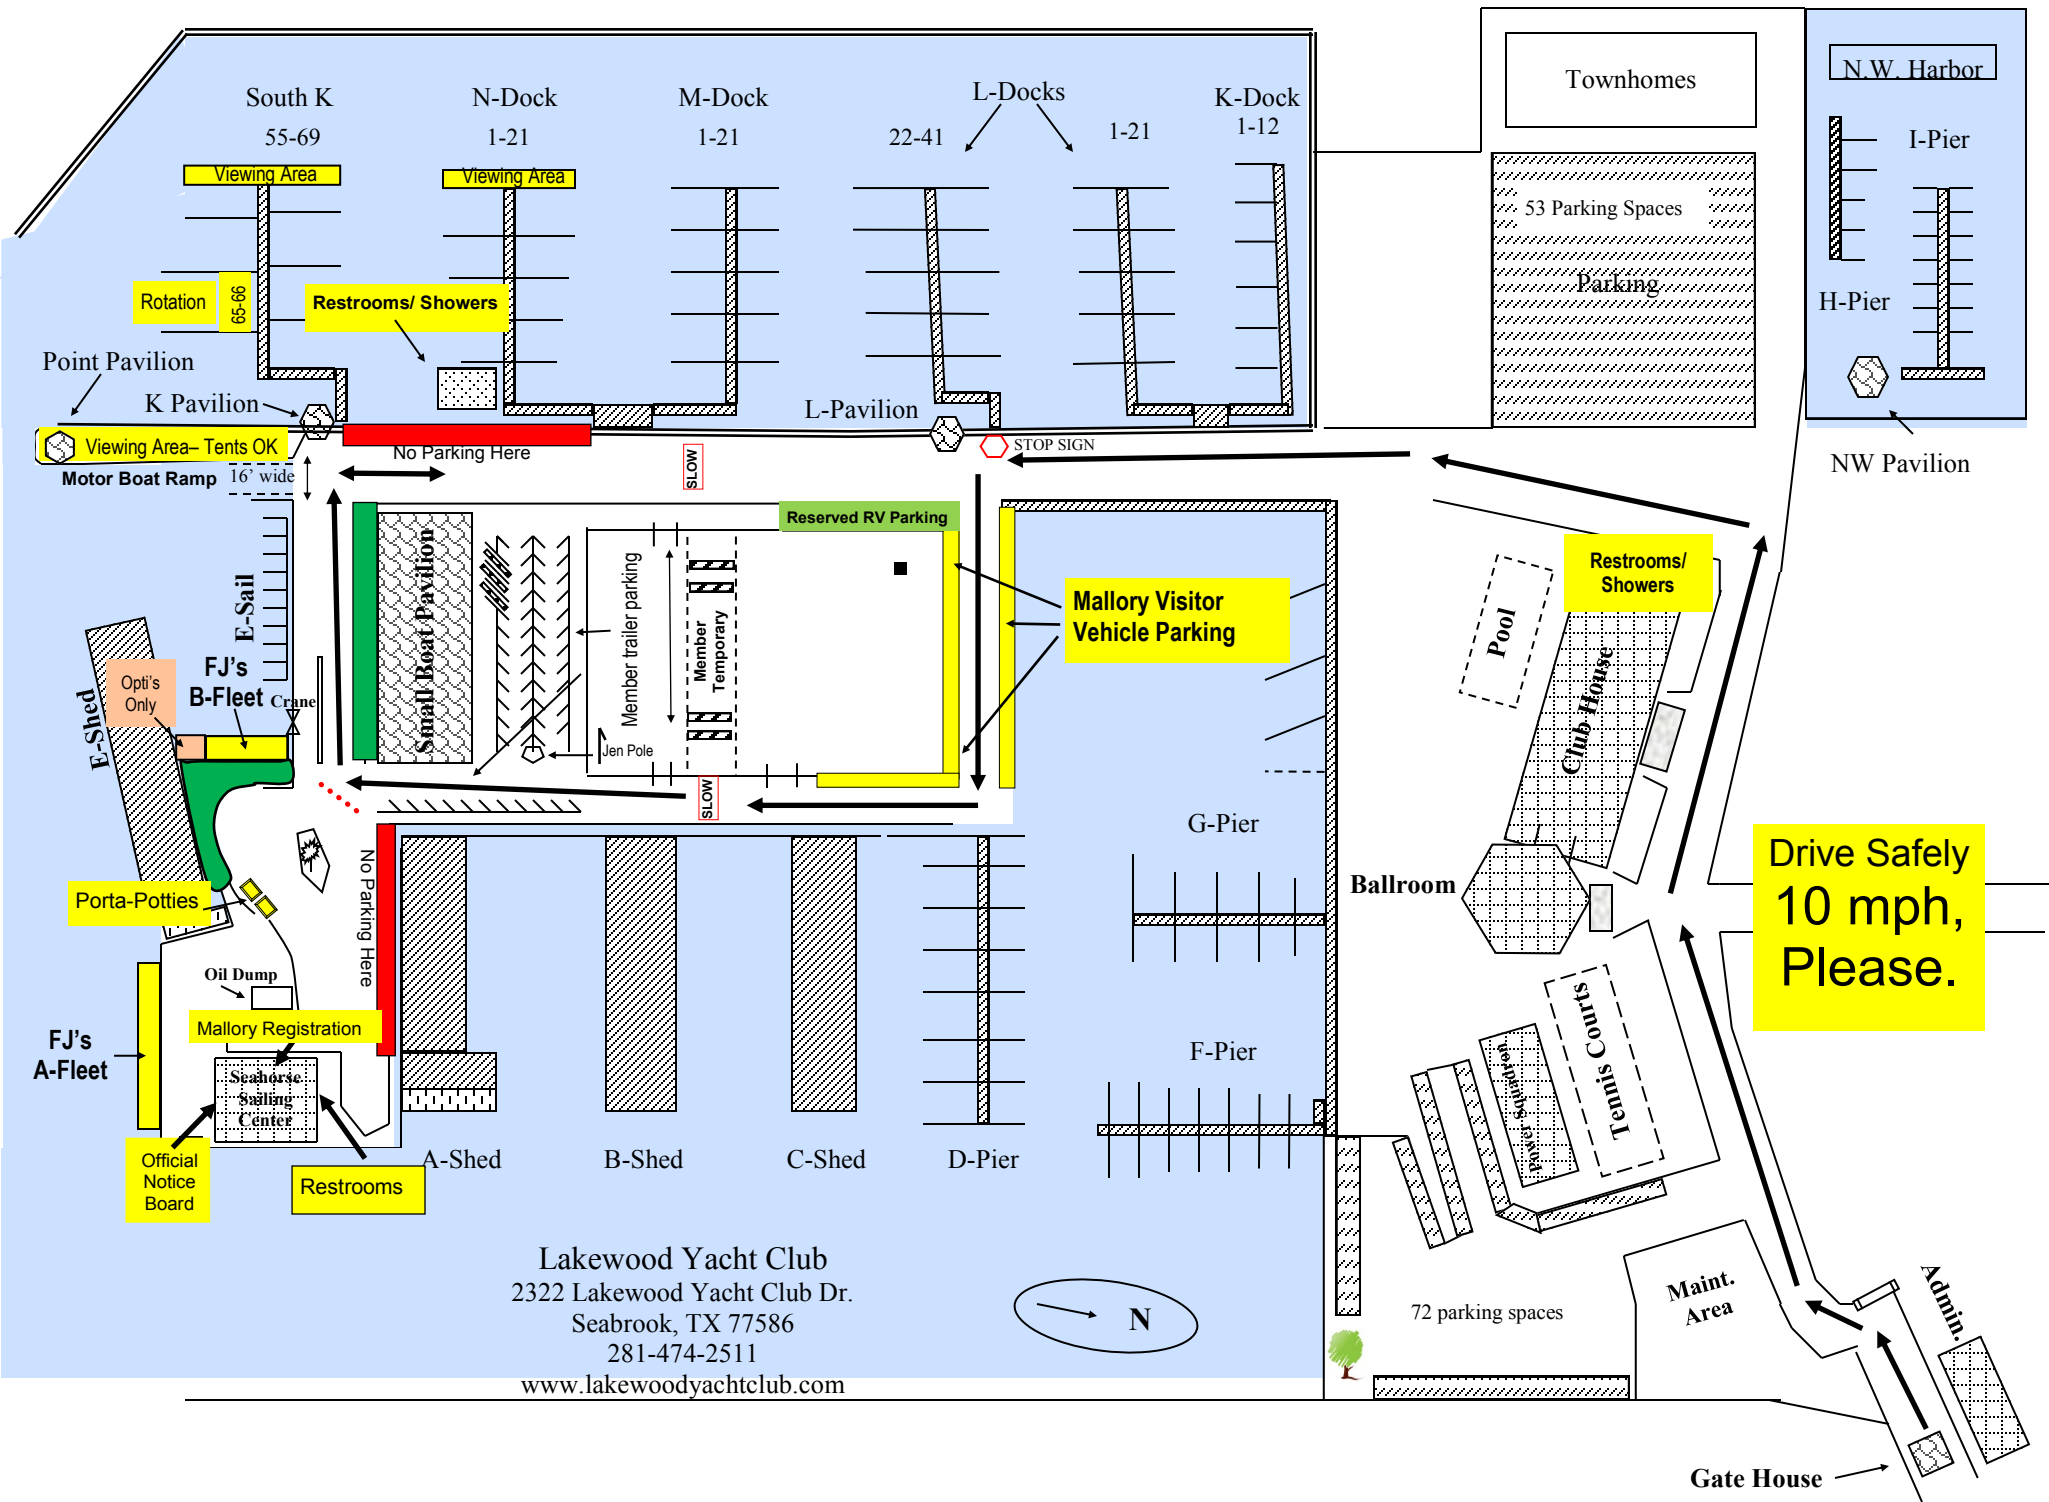 South K
55-69
N-Dock
1-21
M-Dock
1-21
L-Docks
22-41
1-21
K-Dock
1-12
Townhomes
N.W. Harbor
I-Pier
H-Pier
NW Pavilion
53 Parking Spaces
Parking
Viewing Area
Viewing Area
Rotation
65-66
Restrooms/ Showers
Point Pavilion
K Pavilion
L-Pavilion
Viewing Area– Tents OK
Motor Boat Ramp
16' wide
No Parking Here
SLOW
STOP SIGN
Reserved RV Parking
Small Boat Pavilion
Member trailer parking
Member
Temporary
Jen Pole
Mallory Visitor
Vehicle Parking
Restrooms/
Showers
Pool
Club House
E-Sail
E-Shed
Opti's
Only
FJ's
B-Fleet
Crane
SLOW
G-Pier
Ballroom
Drive Safely
10 mph,
Please.
Porta-Potties
No Parking Here
Oil Dump
Mallory Registration
FJ's
A-Fleet
Seahorse
Sailing
Center
Official
Notice
Board
Restrooms
A-Shed
B-Shed
C-Shed
D-Pier
F-Pier
Power Squadron
Tennis Courts
Lakewood Yacht Club
2322 Lakewood Yacht Club Dr.
Seabrook, TX 77586
281-474-2511
www.lakewoodyachtclub.com
N
72 parking spaces
Maint.
Area
Admin.
Gate House